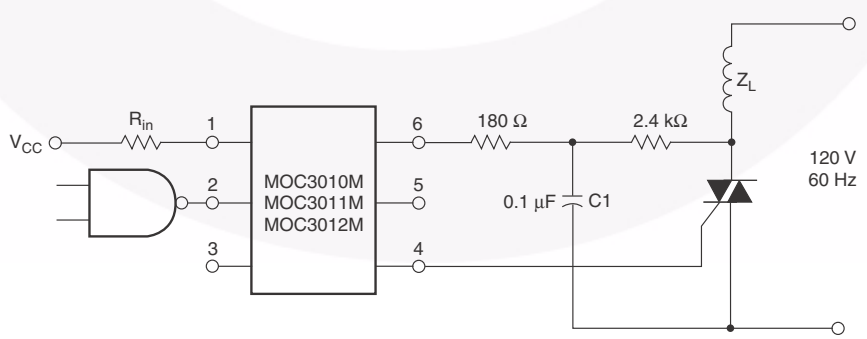 Z_L
R_in
1
6
180 Ω
2.4 kΩ
V_CC
120 V
60 Hz
MOC3010M
MOC3011M
MOC3012M
2
5
0.1 μF
C1
3
4